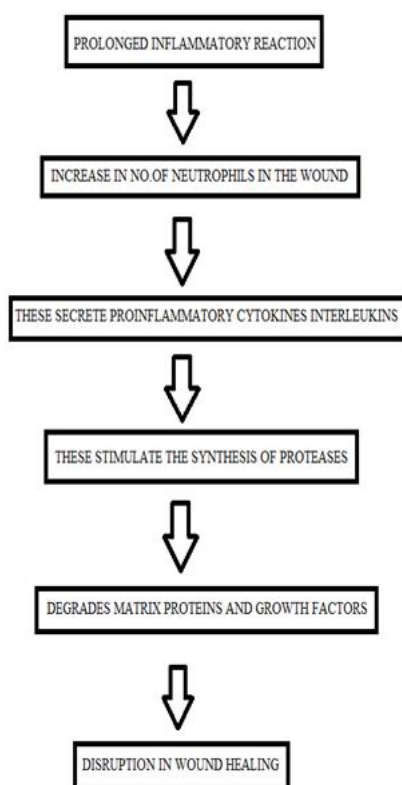 PROLONGED INFLAMMATORY REACTION
INCREASE IN NO.OF NEUTROPHILS IN THE WOUND
THESE SECRETE PROINFLAMMATORY CYTOKINES INTERLEUKINS
THESE STIMULATE THE SYNTHESIS OF PROTEASES
DEGRADES MATRIX PROTEINS AND GROWTH FACTORS
DISRUPTION IN WOUND HEALING